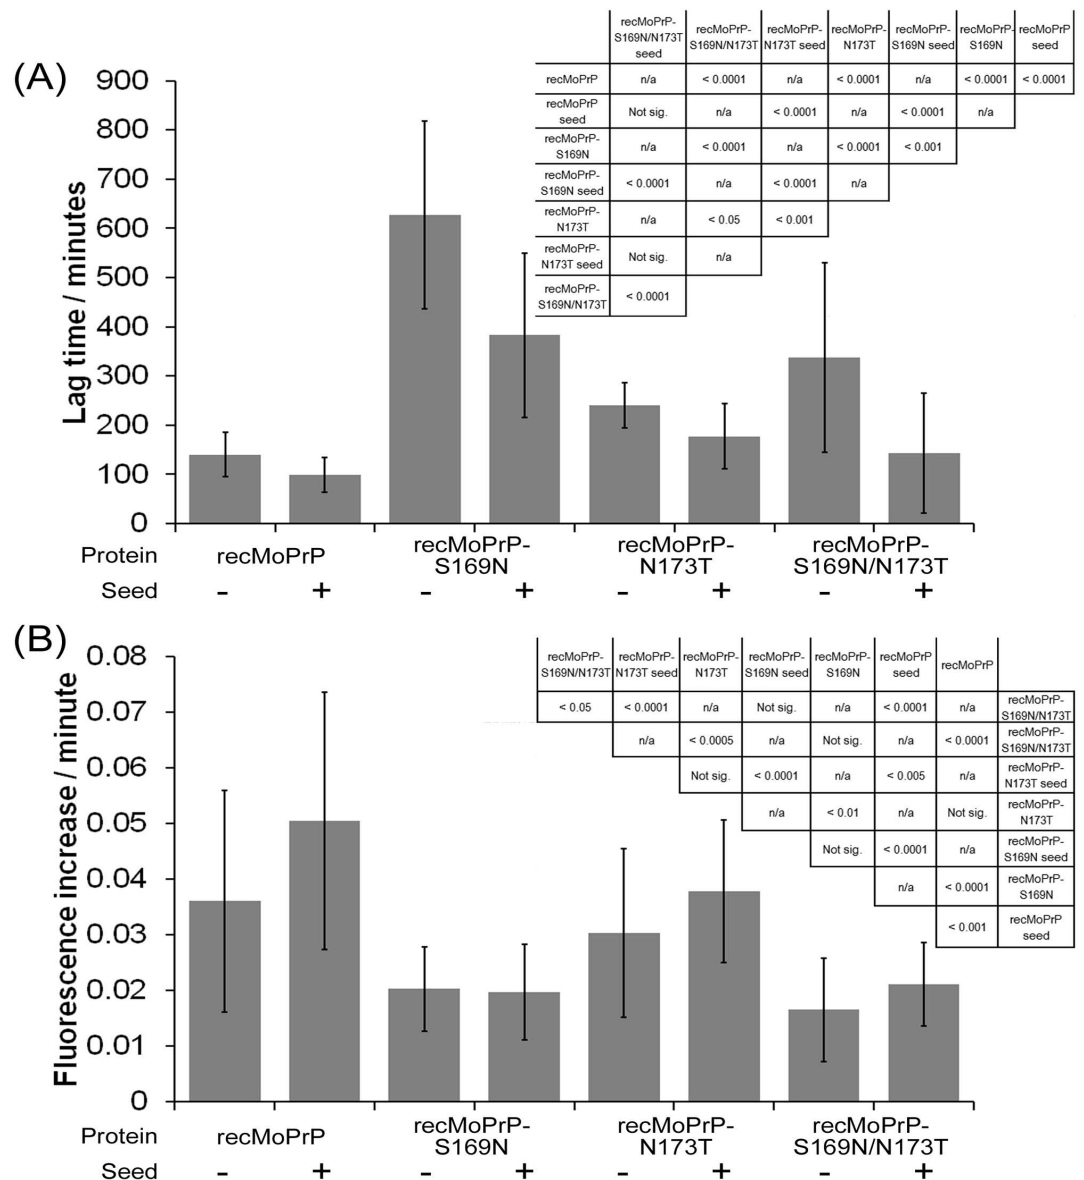 (A)
recMoPrP-
S169N/N173T
seed
recMoPrP-
S169N/N173T
recMoPrP-
N173T seed
recMoPrP-
N173T
recMoPrP-
S169N seed
recMoPrP-
S169N
recMoPrP
seed
recMoPrP
n/a
< 0.0001
n/a
< 0.0001
n/a
< 0.0001
< 0.0001
recMoPrP
seed
Not sig.
n/a
< 0.0001
n/a
< 0.0001
n/a
recMoPrP-
S169N
n/a
< 0.0001
n/a
< 0.0001
< 0.001
recMoPrP-
S169N seed
< 0.0001
n/a
< 0.0001
n/a
recMoPrP-
N173T
n/a
< 0.05
< 0.001
recMoPrP-
N173T seed
Not sig.
n/a
recMoPrP-
S169N/N173T
< 0.0001
Lag time / minutes
900
800
700
600
500
400
300
200
100
0
Protein
recMoPrP
recMoPrP-
S169N
recMoPrP-
N173T
recMoPrP-
S169N/N173T
Seed
- + - + - + - +
(B)
recMoPrP-
S169N/N173T
recMoPrP-
N173T seed
recMoPrP-
N173T
recMoPrP-
S169N seed
recMoPrP-
S169N
recMoPrP
seed
recMoPrP
< 0.05
< 0.0001
n/a
Not sig.
n/a
< 0.0001
n/a
recMoPrP-
S169N/N173T
n/a
< 0.0005
n/a
Not sig.
n/a
< 0.0001
recMoPrP-
S169N/N173T
Not sig.
< 0.0001
n/a
< 0.005
n/a
recMoPrP-
N173T seed
n/a
< 0.01
n/a
Not sig.
recMoPrP-
N173T
Not sig.
< 0.0001
n/a
recMoPrP-
S169N seed
n/a
< 0.0001
recMoPrP-
S169N
< 0.001
recMoPrP
seed
Fluorescence increase / minute
0.08
0.07
0.06
0.05
0.04
0.03
0.02
0.01
0
Protein
recMoPrP
recMoPrP-
S169N
recMoPrP-
N173T
recMoPrP-
S169N/N173T
Seed
- + - + - + - +